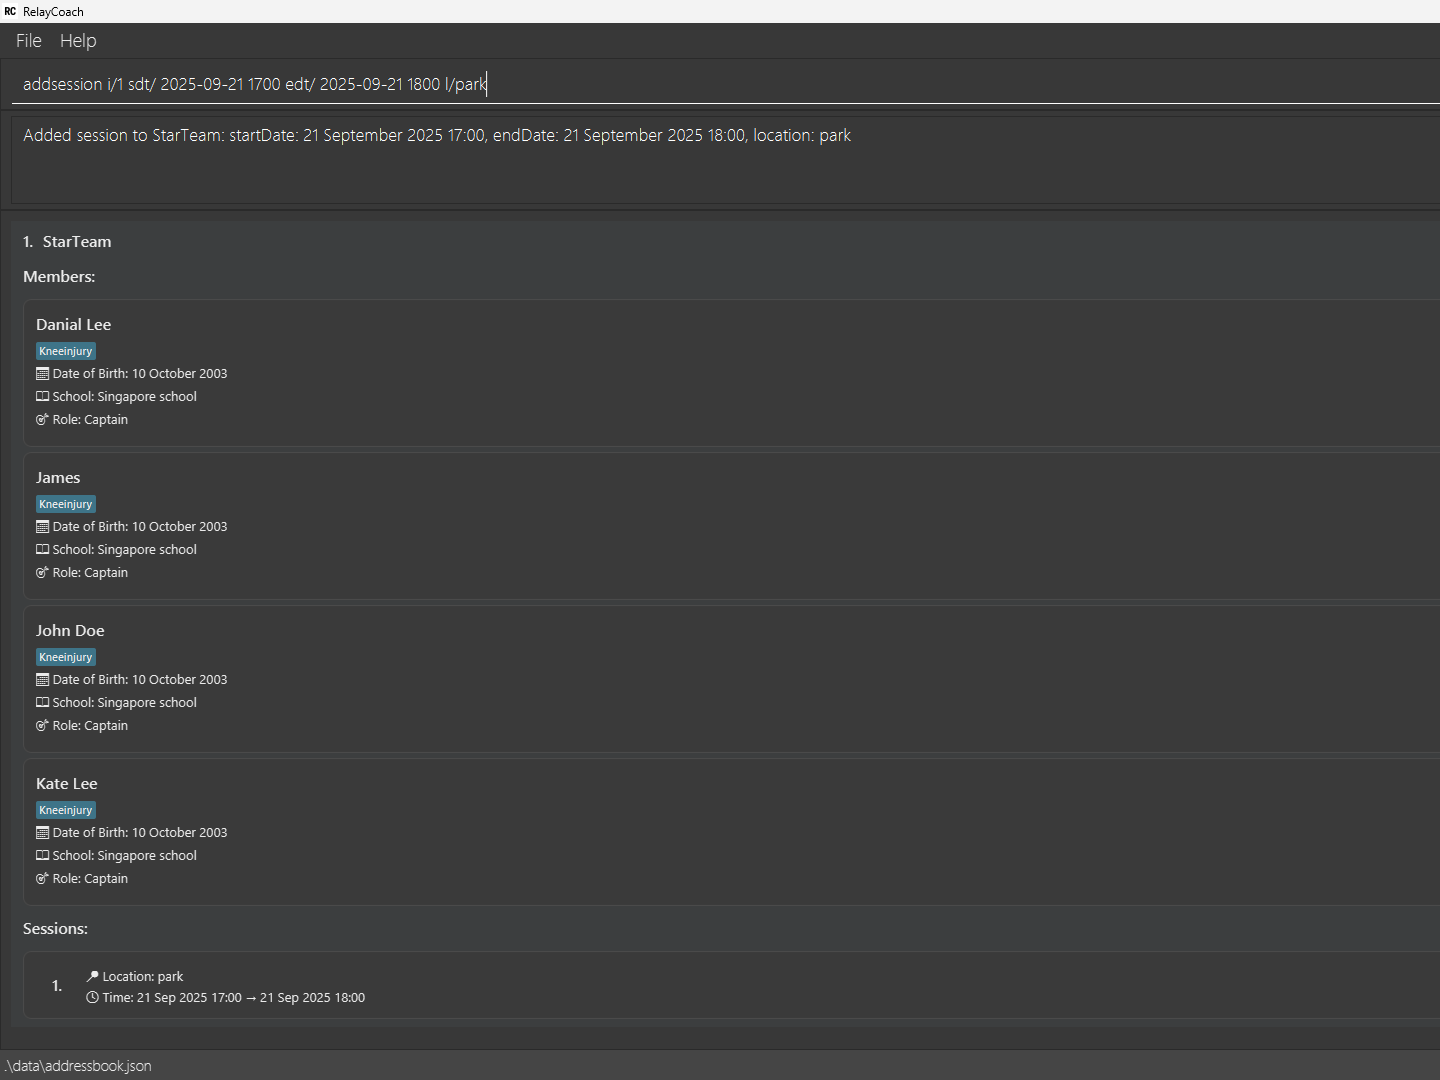 RC RelayCoach
File Help
addsession i/1 sdt/ 2025-09-21 1700 edt/ 2025-09-21 1800 l/park
Added session to StarTeam: startDate: 21 September 2025 17:00, endDate: 21 September 2025 18:00, location: park
1. StarTeam
Members:
Danial Lee
Kneeinjury
Date of Birth: 10 October 2003
School: Singapore school
Role: Captain
James
Kneeinjury
Date of Birth: 10 October 2003
School: Singapore school
Role: Captain
John Doe
Kneeinjury
Date of Birth: 10 October 2003
School: Singapore school
Role: Captain
Kate Lee
Kneeinjury
Date of Birth: 10 October 2003
School: Singapore school
Role: Captain
Sessions:
1.
Location: park
Time: 21 Sep 2025 17:00 → 21 Sep 2025 18:00
.\data\addressbook.json